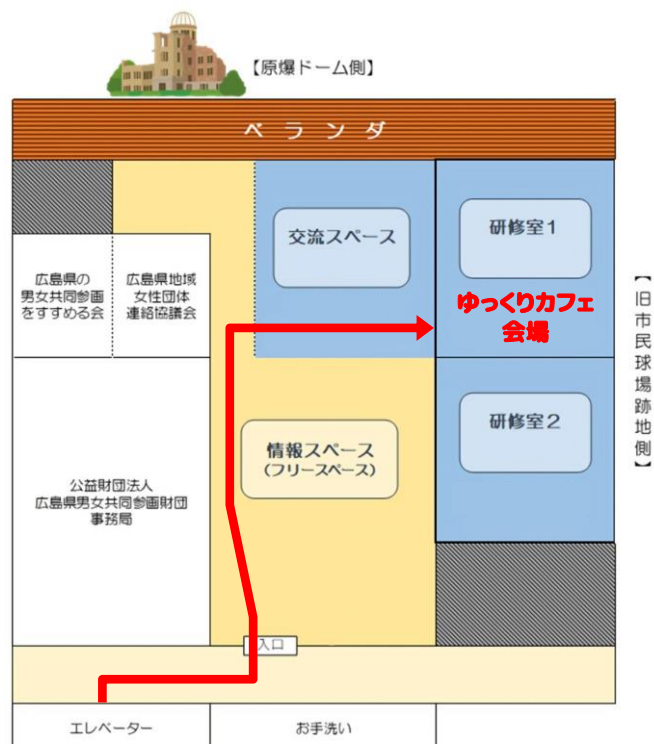 【原爆ドーム側】
ベランダ
交流スペース
研修室1
広島県の
男女共同参画
をすすめる会
広島県地域
女性団体
連絡協議会
ゆっくりカフェ
会場
【旧市民球場跡地側】
研修室2
情報スペース
(フリースペース)
公益財団法人
広島県男女共同参画財団
事務局
入口
エレベーター
お手洗い